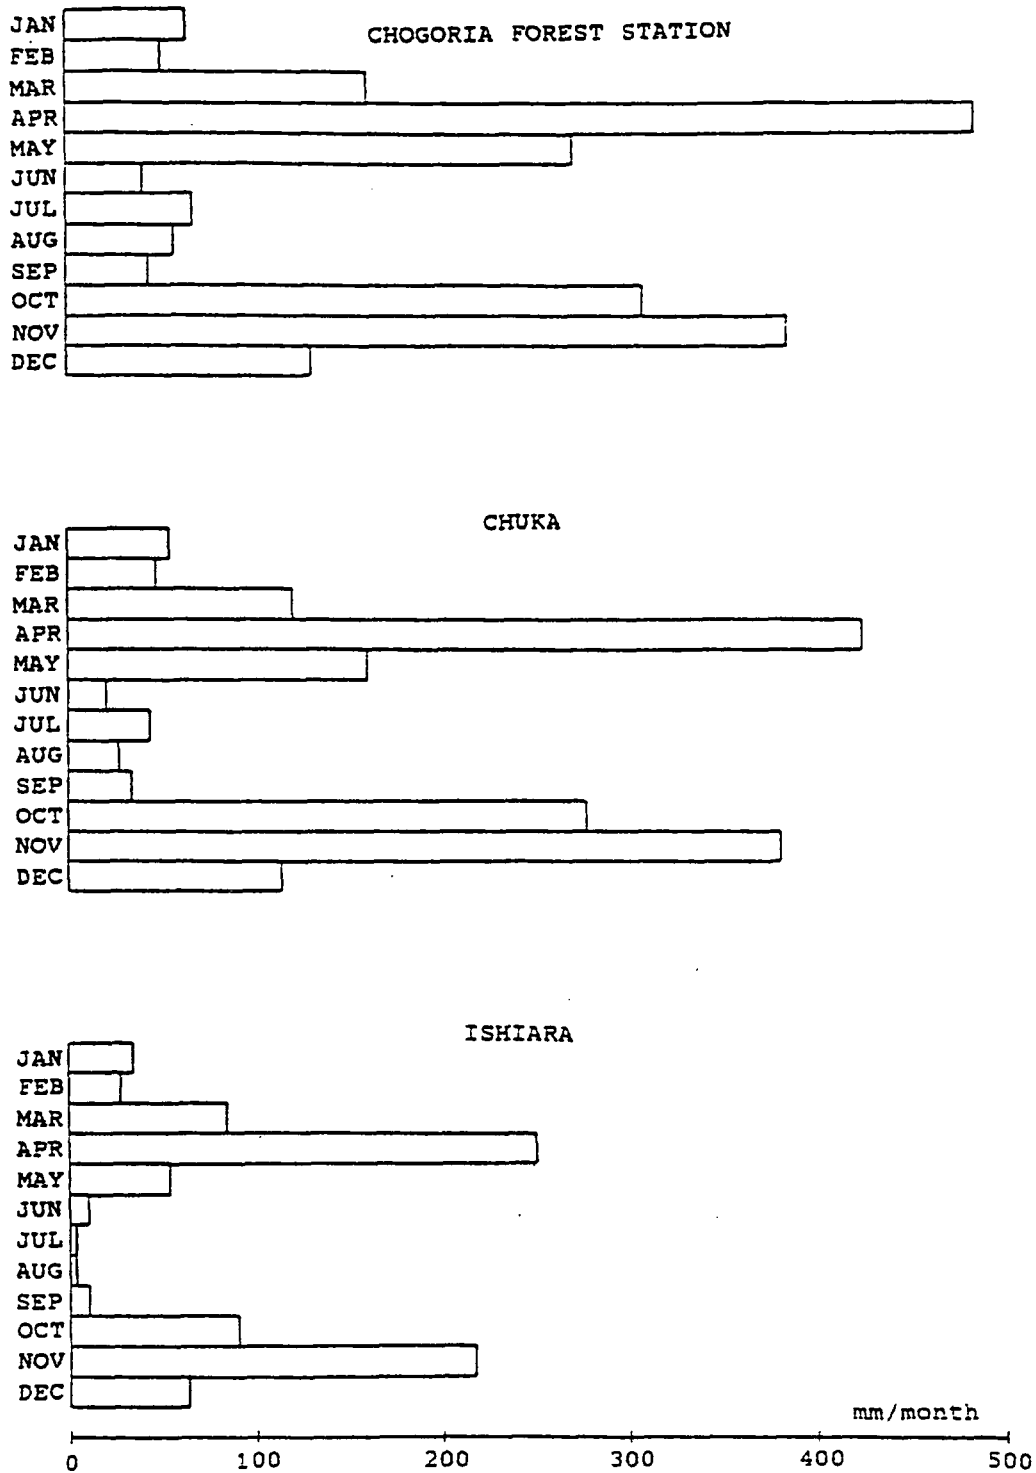 JAN
CHOGORIA FOREST STATION
FEB
MAR
APR
MAY
JUN
JUL
AUG
SEP
OCT
NOV
DEC
CHUKA
JAN
FEB
MAR
APR
MAY
JUN
JUL
AUG
SEP
OCT
NOV
DEC
ISHIARA
JAN
FEB
MAR
APR
MAY
JUN
JUL
AUG
SEP
OCT
NOV
DEC
mm/month
0 100 200 300 400 500